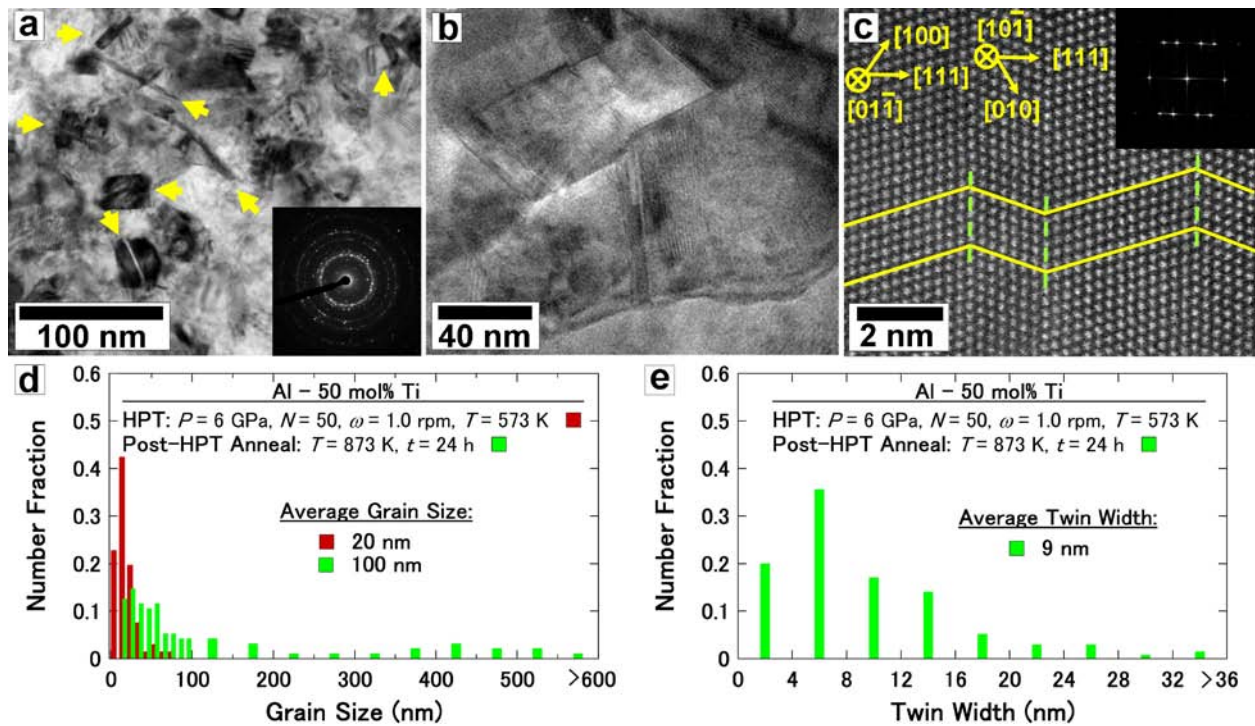 a
100 nm
b
40 nm
c
[100]
[111]
[01̄1̄]
[101̄]
[111]
[010]
2 nm
d
Al – 50 mol% Ti
HPT: P = 6 GPa, N = 50, ω = 1.0 rpm, T = 573 K
Post-HPT Anneal: T = 873 K, t = 24 h
Average Grain Size:
20 nm
100 nm
Number Fraction
0.6
0.5
0.4
0.3
0.2
0.1
0
0 100 200 300 400 500 >600
Grain Size (nm)
e
Al – 50 mol% Ti
HPT: P = 6 GPa, N = 50, ω = 1.0 rpm, T = 573 K
Post-HPT Anneal: T = 873 K, t = 24 h
Average Twin Width:
9 nm
Number Fraction
0.6
0.5
0.4
0.3
0.2
0.1
0
0 4 8 12 16 20 24 28 32 >36
Twin Width (nm)